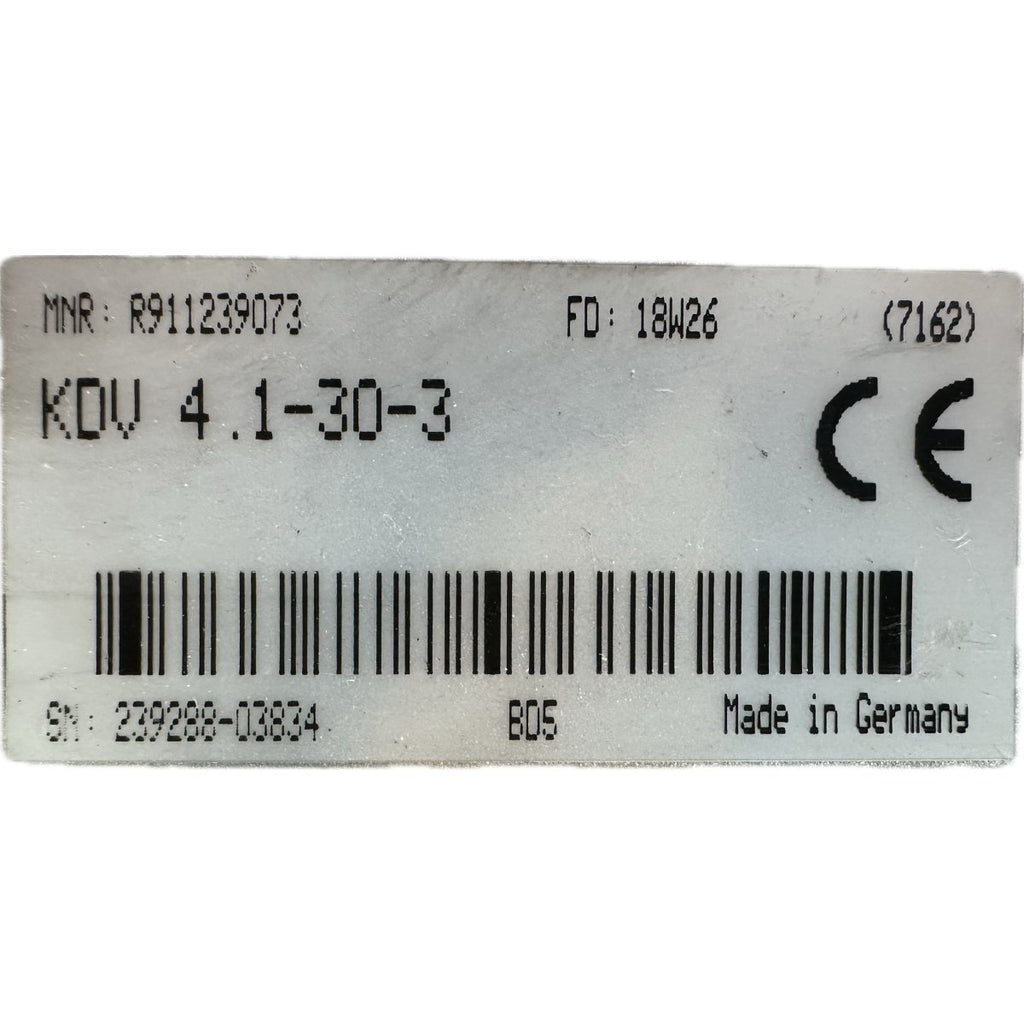 MNR: R911239073 FD: 18W26 (7162)
KDV 4.1-30-3
CE
SN: 239288-03834 B05 Made in Germany